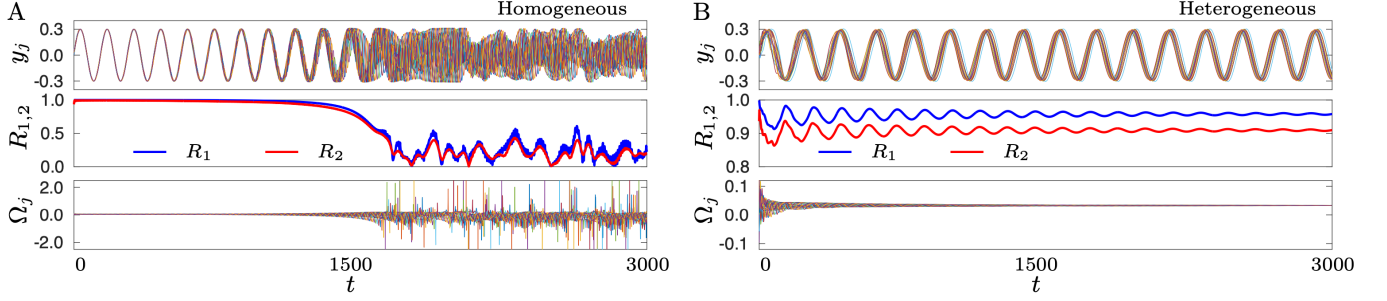 A Homogeneous
y_j 0.3 0.0 -0.3
R_{1,2} 1.0 0.5 0.0
R_1 R_2
Ω_j 2.0 0.0 -2.0
0 1500 3000
t
B Heterogeneous
y_j 0.3 0.0 -0.3
R_{1,2} 1.0 0.9 0.8
R_1 R_2
Ω_j 0.1 0.0 -0.1
0 1500 3000
t